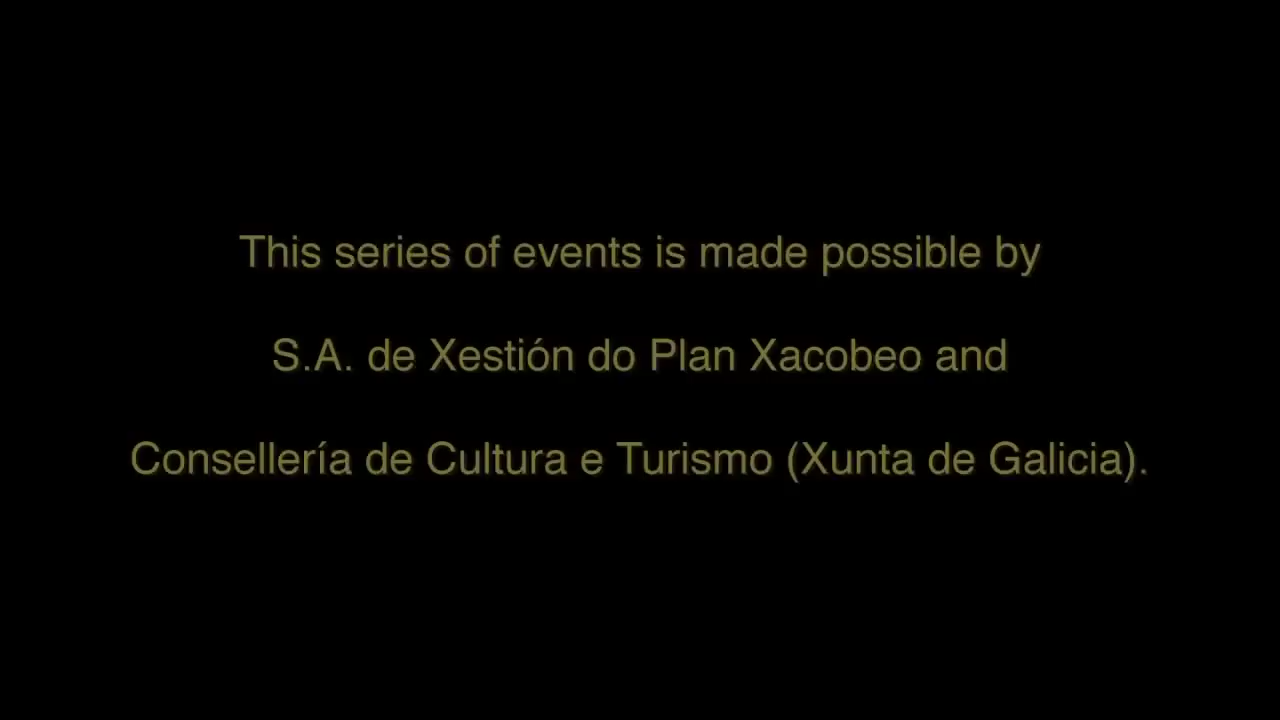 This series of events is made possible by
S.A. de Xestión do Plan Xacobeo and
Consellería de Cultura e Turismo (Xunta de Galicia).